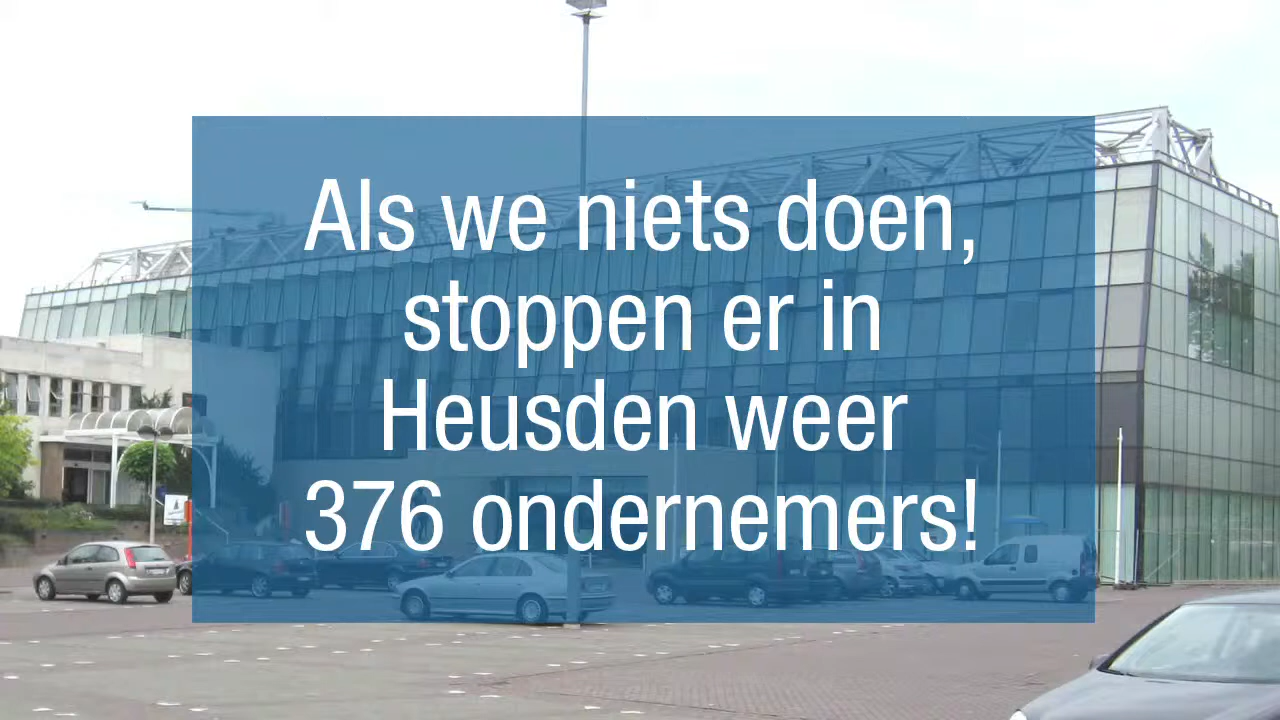 Als we niets doen,
stoppen er in
Heusden weer
376 ondernemers!